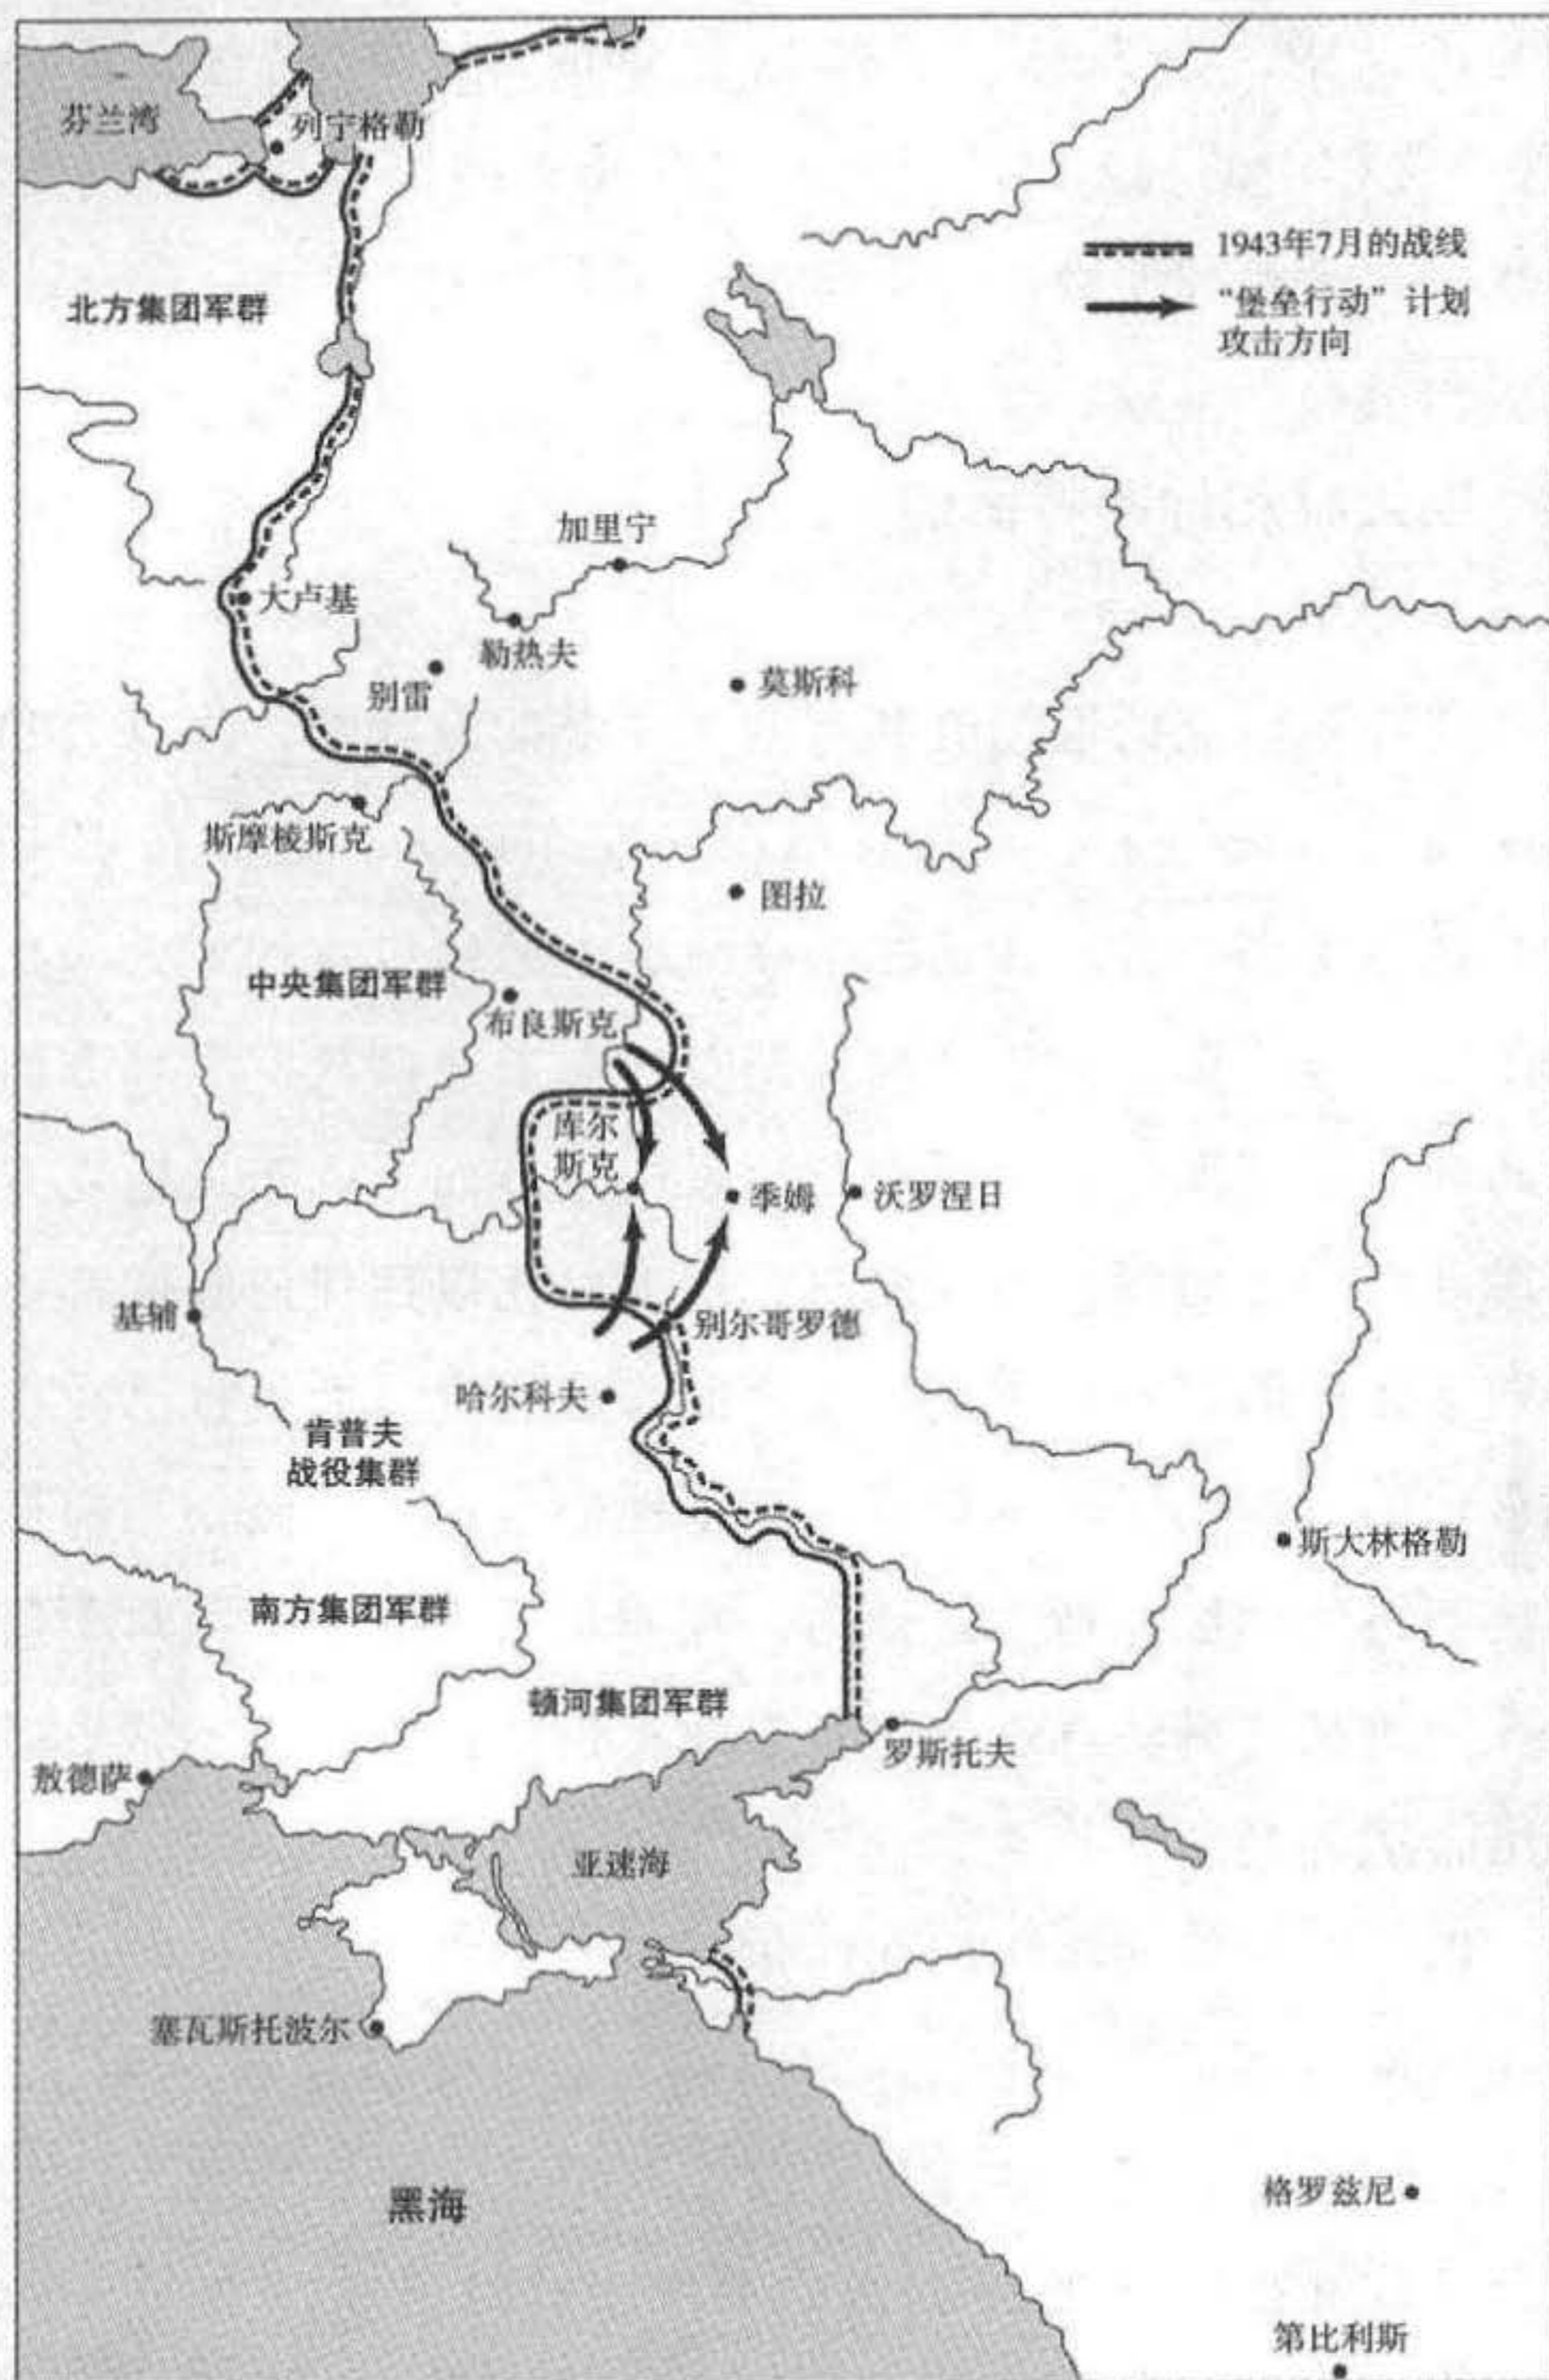 芬兰湾
列宁格勒
1943年7月的战线
北方集团军群
“堡垒行动”计划
攻击方向
加里宁
大卢基
勒热夫
别雷
莫斯科
斯摩棱斯克
图拉
中央集团军群
布良斯克
库尔
斯克
季姆
沃罗涅日
基辅
别尔哥罗德
哈尔科夫
肯普夫
战役集群
斯大林格勒
南方集团军群
顿河集团军群
罗斯托夫
敖德萨
亚速海
塞瓦斯托波尔
格罗兹尼
黑海
第比利斯